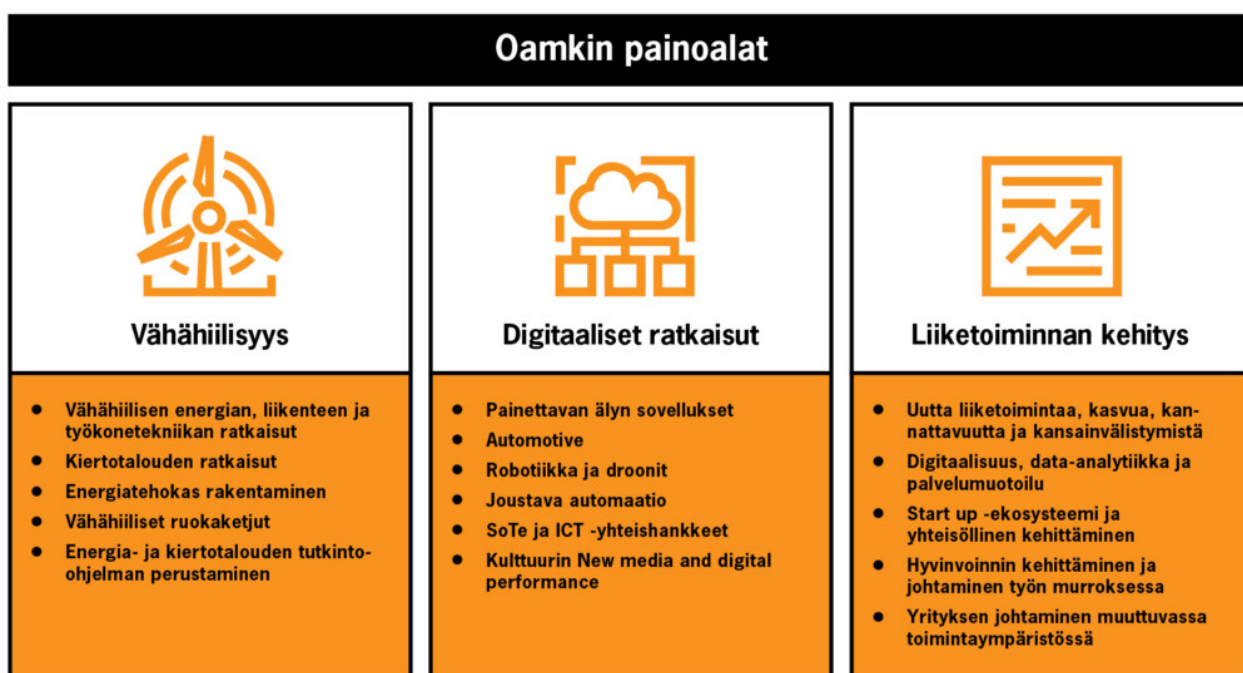 Oamkin painoalat
Vähähiilisyys
● Vähähiilisen energian, liikenteen ja
työkonetekniikan ratkaisut
● Kiertotalouden ratkaisut
● Energiatehokas rakentaminen
● Vähähiiliset ruokaketjut
● Energia- ja kiertotalouden tutkinto-
ohjelman perustaminen
Digitaaliset ratkaisut
● Painettavan älyn sovellukset
● Automotive
● Robotiikka ja droonit
● Joustava automaatio
● SoTe ja ICT -yhteishankkeet
● Kulttuurin New media and digital
performance
Liiketoiminnan kehitys
● Uutta liiketoimintaa, kasvua, kan-
nattavuutta ja kansainvälistymistä
● Digitaalisuus, data-analytiikka ja
palvelumuotoilu
● Start up -ekosysteemi ja
yhteisöllinen kehittäminen
● Hyvinvoinnin kehittäminen ja
johtaminen työn murroksessa
● Yrityksen johtaminen muuttuvassa
toimintaympäristössä